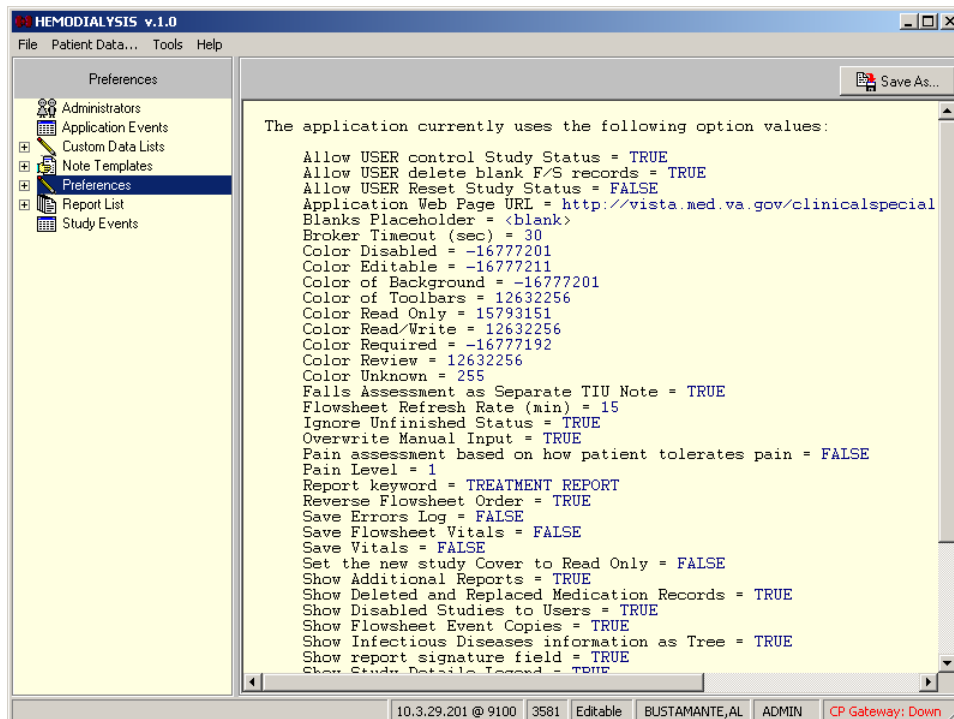 HEMODIALYSIS v.1.0
File Patient Data... Tools Help
Preferences
Save As...
Administrators
Application Events
Custom Data Lists
Note Templates
Preferences
Report List
Study Events
The application currently uses the following option values:
Allow USER control Study Status = TRUE
Allow USER delete blank F/S records = TRUE
Allow USER Reset Study Status = FALSE
Application Web Page URL = http://vista.med.va.gov/clinicalspecial
Blanks Placeholder = <blank>
Broker Timeout (sec) = 30
Color Disabled = -16777201
Color Editable = -16777211
Color of Background = -16777201
Color of Toolbars = 12632256
Color Read Only = 15793151
Color Read/Write = 12632256
Color Required = -16777192
Color Review = 12632256
Color Unknown = 255
Falls Assessment as Separate TIU Note = TRUE
Flowsheet Refresh Rate (min) = 15
Ignore Unfinished Status = TRUE
Overwrite Manual Input = TRUE
Pain assessment based on how patient tolerates pain = FALSE
Pain Level = 1
Report keyword = TREATMENT REPORT
Reverse Flowsheet Order = TRUE
Save Errors Log = FALSE
Save Flowsheet Vitals = FALSE
Save Vitals = FALSE
Set the new study Cover to Read Only = FALSE
Show Additional Reports = TRUE
Show Deleted and Replaced Medication Records = TRUE
Show Disabled Studies to Users = TRUE
Show Flowsheet Event Copies = TRUE
Show Infectious Diseases information as Tree = TRUE
Show report signature field = TRUE
Show Study Details Legend = TRUE
10.3.29.201 @ 9100 3581 Editable BUSTAMANTE,AL ADMIN CP Gateway: Down